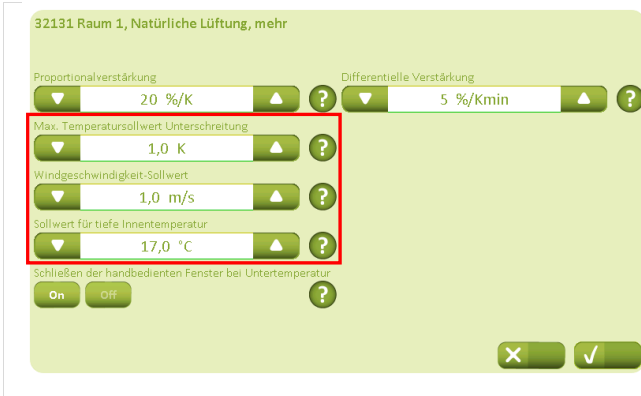 32131 Raum 1, Natürliche Lüftung, mehr
Proportionalverstärkung
Differentielle Verstärkung
20 %/K
?
5 %/Kmin
?
Max. Temperatursollwert Unterschreitung
1,0 K
?
Windgeschwindigkeit-Sollwert
1,0 m/s
?
Sollwert für tiefe Innentemperatur
17,0 °C
?
Schließen der handbedienten Fenster bei Untertemperatur
On
Off
?